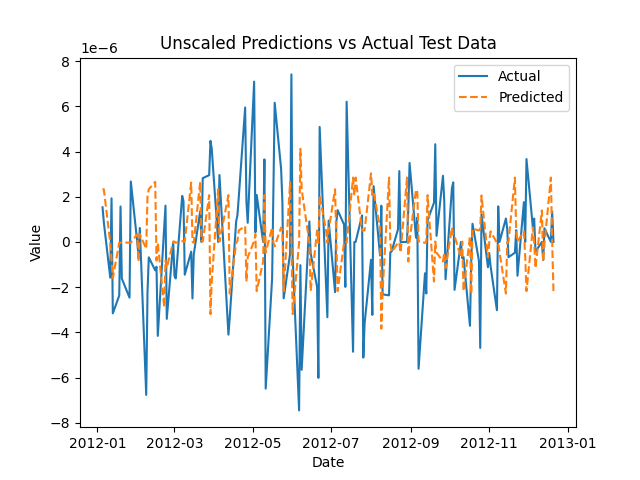 Unscaled Predictions vs Actual Test Data
1e−6
8
6
4
2
0
−2
−4
−6
−8
Value
Actual
Predicted
2012-01 2012-03 2012-05 2012-07 2012-09 2012-11 2013-01
Date